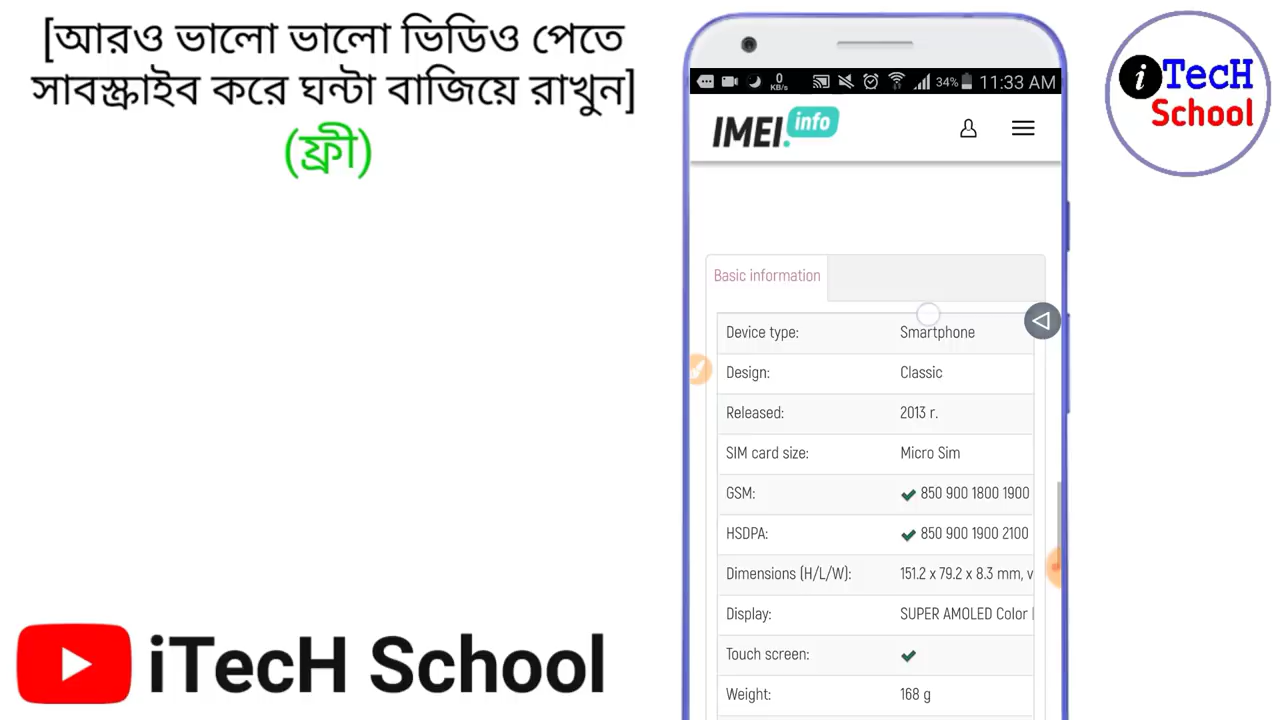 [আরও ভালো ভালো ভিডিও পেতে
সাবস্ক্রাইব করে ঘন্টা বাজিয়ে রাখুন]
(ফ্রী)
iTecH School
0
KB/s
34%
11:33 AM
IMEI.info
Basic information
Device type: Smartphone
Design: Classic
Released: 2013 r.
SIM card size: Micro Sim
GSM: 850 900 1800 1900
HSDPA: 850 900 1900 2100
Dimensions (H/L/W): 151.2 x 79.2 x 8.3 mm, v
Display: SUPER AMOLED Color
Touch screen:
Weight: 168 g
i TecH
School